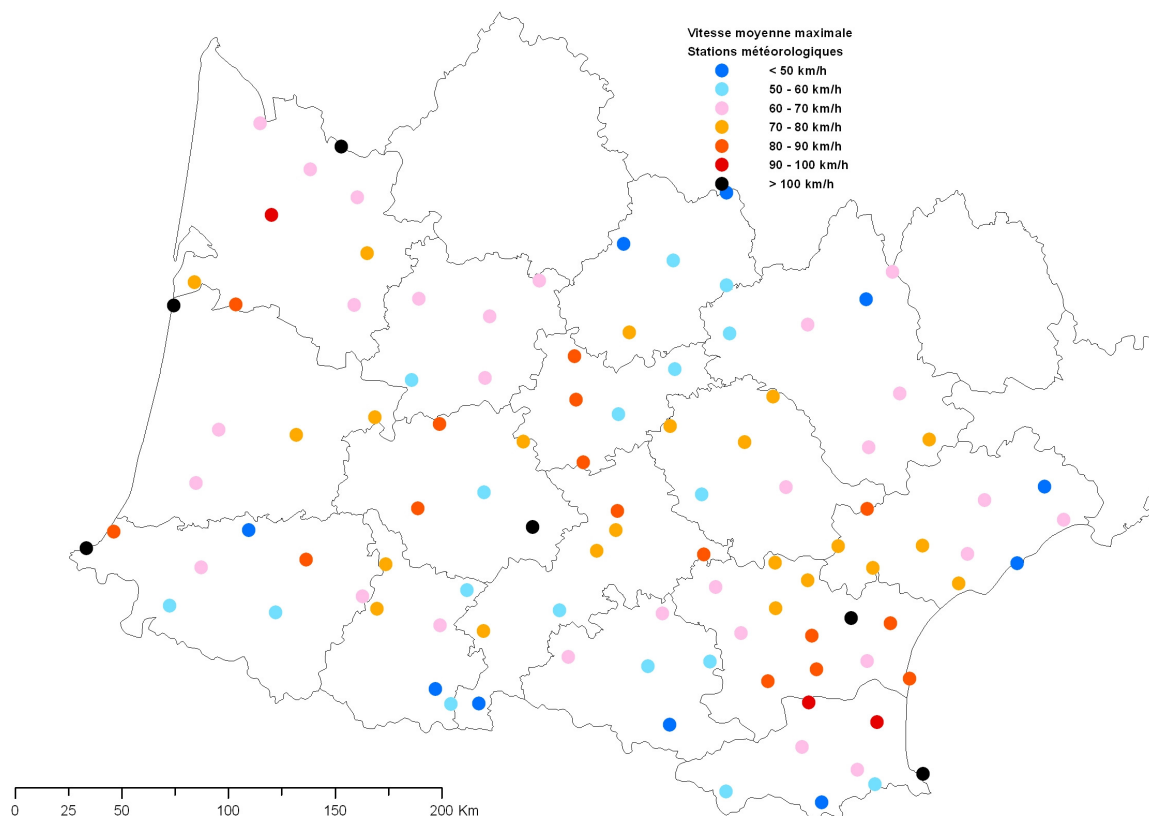 Vitesse moyenne maximale
Stations météorologiques
< 50 km/h
50 - 60 km/h
60 - 70 km/h
70 - 80 km/h
80 - 90 km/h
90 - 100 km/h
> 100 km/h
0 25 50 100 150 200 Km